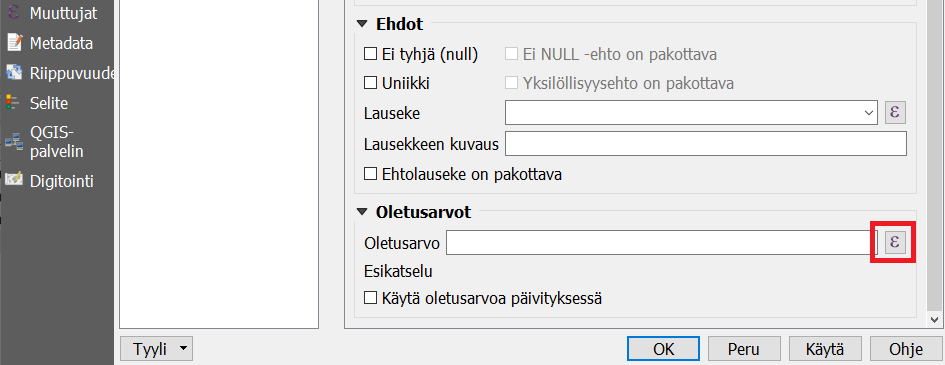 Muuttujat
Metadata
Riippuvuude
Selite
QGIS-
palvelin
Digitointi
Ehdot
Ei tyhjä (null) Ei NULL -ehto on pakottava
Uniikki Yksilöllisyysehto on pakottava
Lauseke ε
Lausekkeen kuvaus
Ehtolauseke on pakottava
Oletusarvot
Oletusarvo ε
Esikatselu
Käytä oletusarvoa päivityksessä
Tyyli OK Peru Käytä Ohje